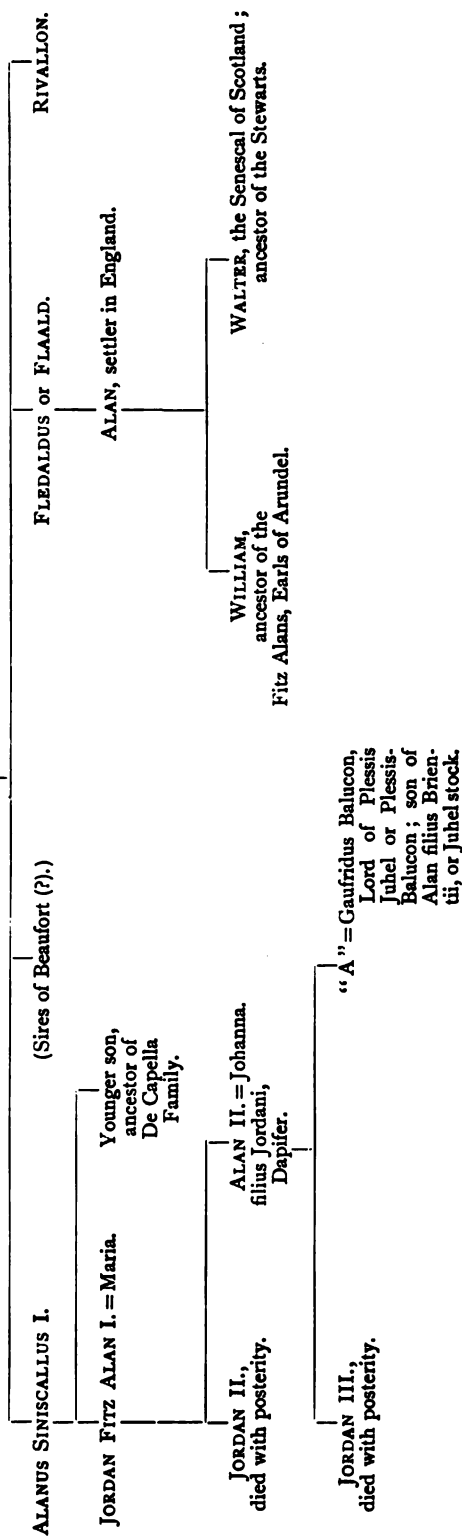 ALANUS SINISCALLUS I.
(Sires of Beaufort (?).)
FLEDALDUS or FLAALD.
RIVALLON.
JORDAN FITZ ALAN I.=Maria.
Younger son,
ancestor of
De Capella
Family.
ALAN, settler in England.
JORDAN II.,
died with posterity.
ALAN II.=Johanna.
filius Jordani,
Dapifer.
WILLIAM,
ancestor of the
Fitz Alans, Earls of Arundel.
WALTER, the Senescal of Scotland;
ancestor of the Stewarts.
JORDAN III.,
died with posterity.
"A"=Gaufridus Balucon,
Lord of Plessis
Juhel or Plessis-
Balucon; son of
Alan filius Brien-
tii, or Juhel stock.